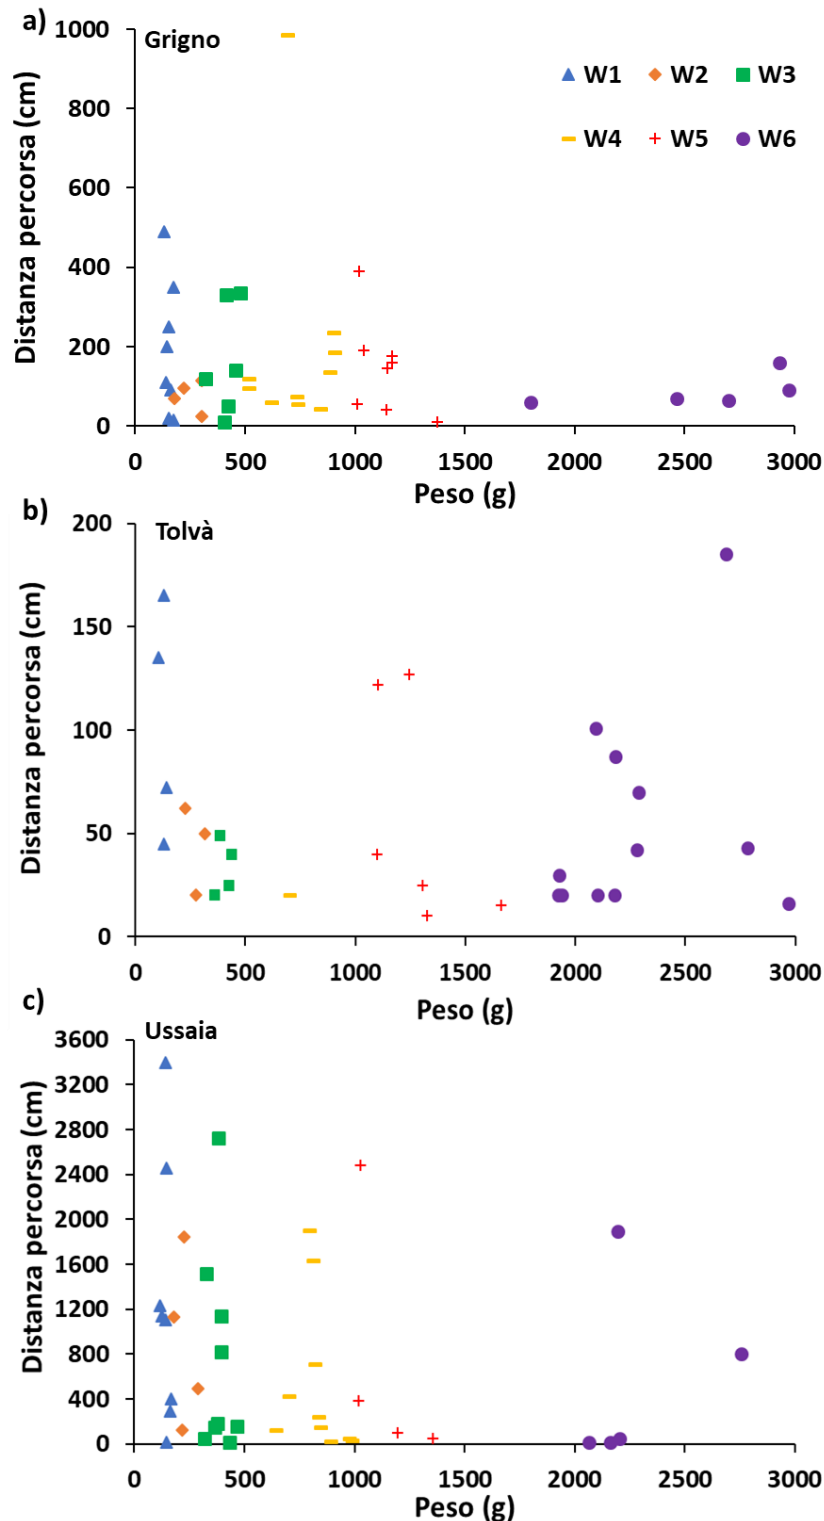 a)
Grigno
W1 W2 W3
W4 W5 W6
Distanza percorsa (cm)
1000
800
600
400
200
0
0 500 1000 1500 2000 2500 3000
Peso (g)
b)
Tolvà
Distanza percorsa (cm)
200
150
100
50
0
0 500 1000 1500 2000 2500 3000
Peso (g)
c)
Ussaia
Distanza percorsa (cm)
3600
3200
2800
2400
2000
1600
1200
800
400
0
0 500 1000 1500 2000 2500 3000
Peso (g)